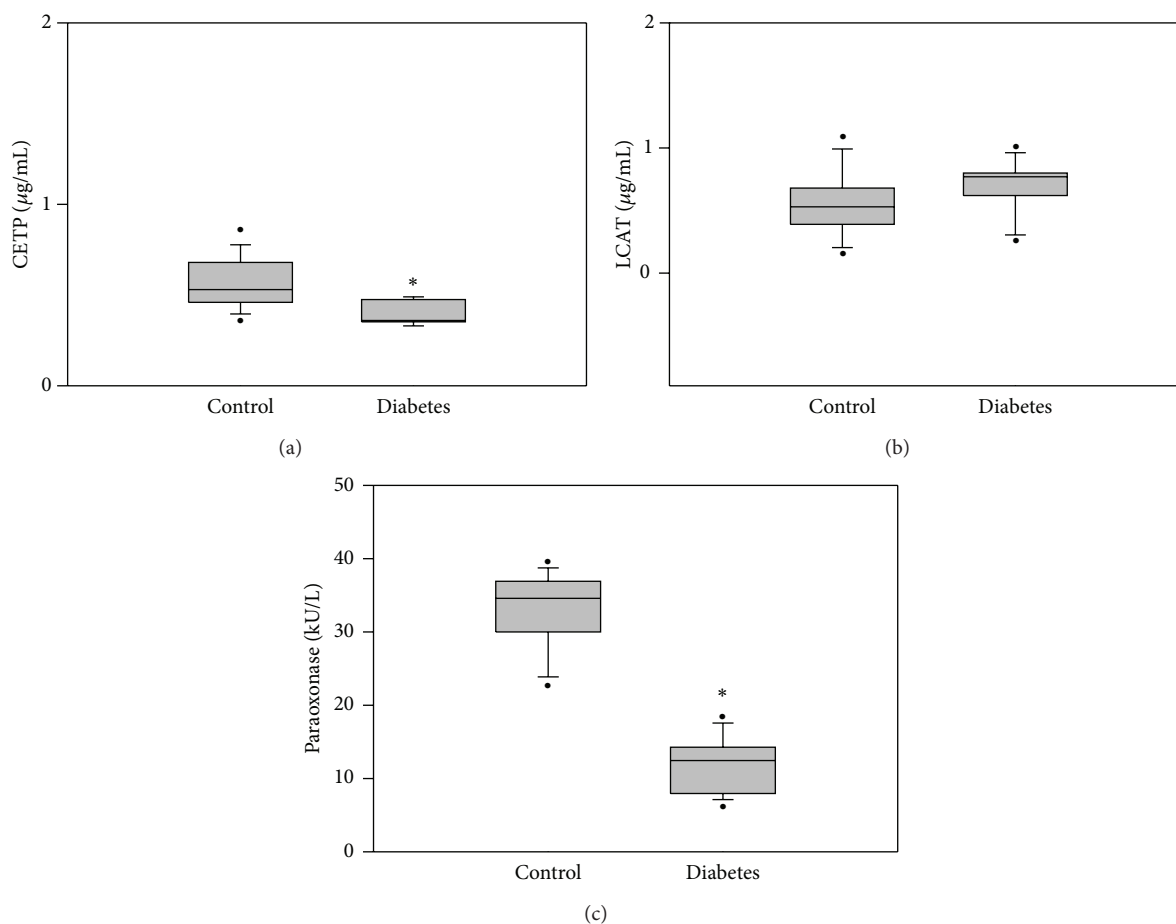 2
1
0
CETP (μg/mL)
*
Control
Diabetes
(a)
2
1
0
LCAT (μg/mL)
Control
Diabetes
(b)
50
40
30
20
10
0
Paraoxonase (kU/L)
*
Control
Diabetes
(c)